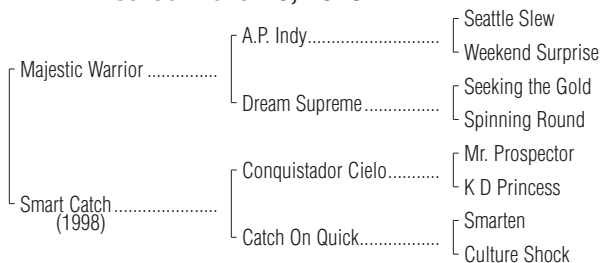 Seattle Slew
A.P. Indy..............................
Weekend Surprise
Majestic Warrior ................
Seeking the Gold
Dream Supreme.................
Spinning Round
Mr. Prospector
Conquistador Cielo............
K D Princess
Smart Catch........................
(1998)
Smarten
Catch On Quick..................
Culture Shock